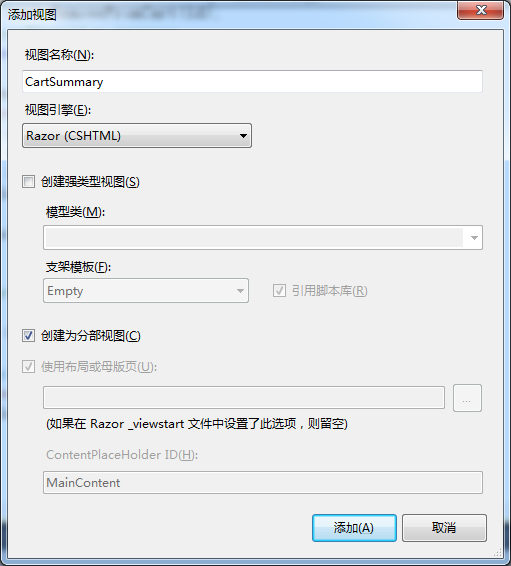 添加视图
视图名称(N):
CartSummary
视图引擎(E):
Razor (CSHTML)
创建强类型视图(S)
模型类(M):
支架模板(F):
Empty
引用脚本库(R)
创建为分部视图(C)
使用布局或母版页(U):
...
(如果在 Razor _viewstart 文件中设置了此选项，则留空)
ContentPlaceHolder ID(H):
MainContent
添加(A)
取消